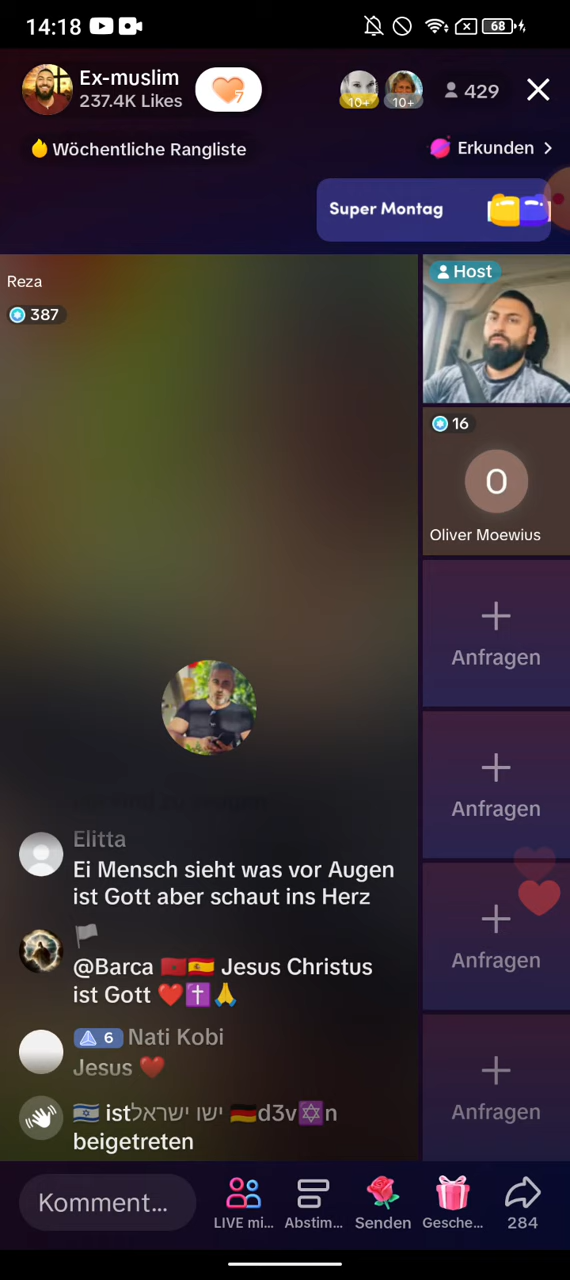 14:18
68
Ex-muslim
237.4K Likes
7
10+
10+
429
Wöchentliche Rangliste
Erkunden
Super Montag
Reza
387
Host
16
O
Oliver Moewius
Anfragen
Anfragen
Anfragen
Anfragen
Elitta
Ei Mensch sieht was vor Augen
ist Gott aber schaut ins Herz
🏳
@Barca 🇲🇦🇪🇸 Jesus Christus
ist Gott ❤️✝️🙏
6 Nati Kobi
Jesus ❤️
🇮🇱 istישו ישראל 🇩🇪d3v🔯n
beigetreten
Komment...
LIVE mi...
Abstim...
Senden
Gesche...
284